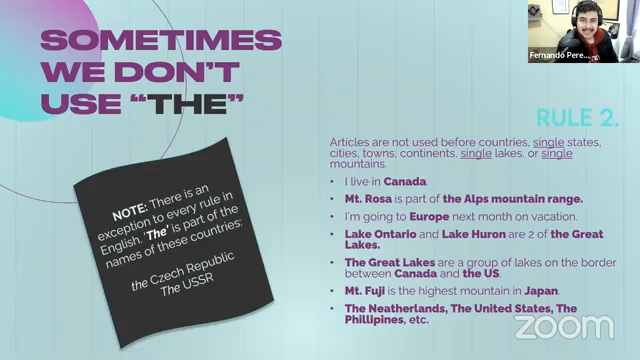 SOMETIMES
WE DON'T
USE "THE"
Fernando Pere...
RULE 2.
Articles are not used before countries, single states,
cities, towns, continents, single lakes, or single
mountains.
• I live in Canada.
• Mt. Rosa is part of the Alps mountain range.
• I'm going to Europe next month on vacation.
• Lake Ontario and Lake Huron are 2 of the Great
Lakes.
• The Great Lakes are a group of lakes on the border
between Canada and the US.
• Mt. Fuji is the highest mountain in Japan.
• The Neatherlands, The United States, The
Phillipines, etc.
NOTE: There is an
exception to every rule in
English. 'The' is part of the
names of these countries:
the Czech Republic
The USSR
zoom